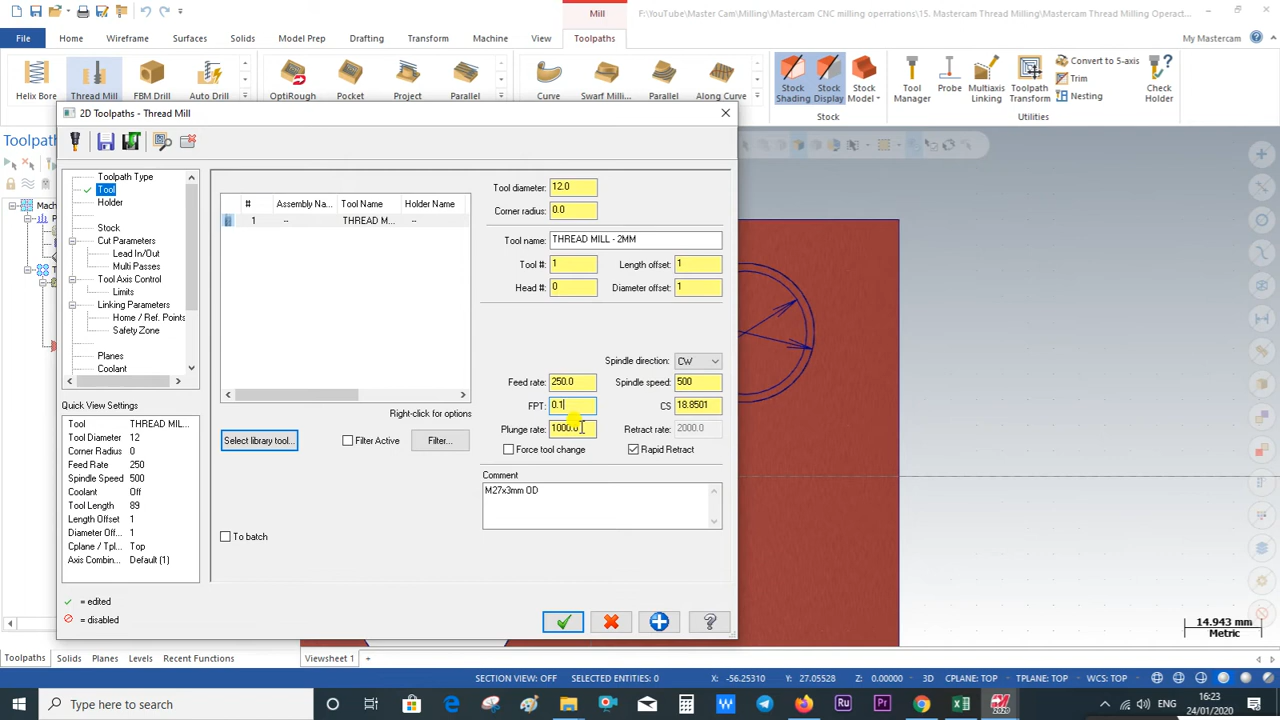 Mill
F:\YouTube\Master Cam\Milling\Mastercam CNC milling operrations\15. Mastercam Thread Milling\Mastercam Thread Milling Operact...
File Home Wireframe Surfaces Solids Model Prep Drafting Transform Machine View Toolpaths My Mastercam
Helix Bore Thread Mill FBM Drill Auto Drill OptiRough Pocket Project Parallel Curve Swarf Mill... Parallel Along Curve Stock Shading Stock Display Stock Model Tool Manager Probe Multiaxis Linking Toolpath Transform Convert to 5-axis Trim Nesting Check Holder
Stock Utilities
2D Toolpaths - Thread Mill
Toolpath Type
Tool
Holder
Stock
Cut Parameters
Lead In/Out
Multi Passes
Tool Axis Control
Limits
Linking Parameters
Home / Ref. Points
Safety Zone
Planes
Coolant
Quick View Settings
Tool THREAD MIL...
Tool Diameter 12
Corner Radius 0
Feed Rate 250
Spindle Speed 500
Coolant Off
Tool Length 89
Length Offset 1
Diameter Off... 1
Cplane / Tpl... Top
Axis Combin... Default (1)
= edited
= disabled
# Assembly Na... Tool Name Holder Name
1 -- THREAD M... --
Right-click for options
Select library tool... Filter Active Filter...
To batch
Tool diameter: 12.0
Corner radius: 0.0
Tool name: THREAD MILL - 2MM
Tool #: 1 Length offset: 1
Head #: 0 Diameter offset: 1
Spindle direction: CW
Feed rate: 250.0 Spindle speed: 500
FPT: 0.1 CS 18.8501
Plunge rate: 1000.0 Retract rate: 2000.0
Force tool change Rapid Retract
Comment
M27x3mm OD
14.943 mm
Metric
Toolpaths Solids Planes Levels Recent Functions Viewsheet 1 +
SECTION VIEW: OFF SELECTED ENTITIES: 0 X: -56.25310 Y: 27.05528 Z: 0.00000 3D CPLANE: TOP TPLANE: TOP WCS: TOP
Type here to search
ENG
16:23
24/01/2020